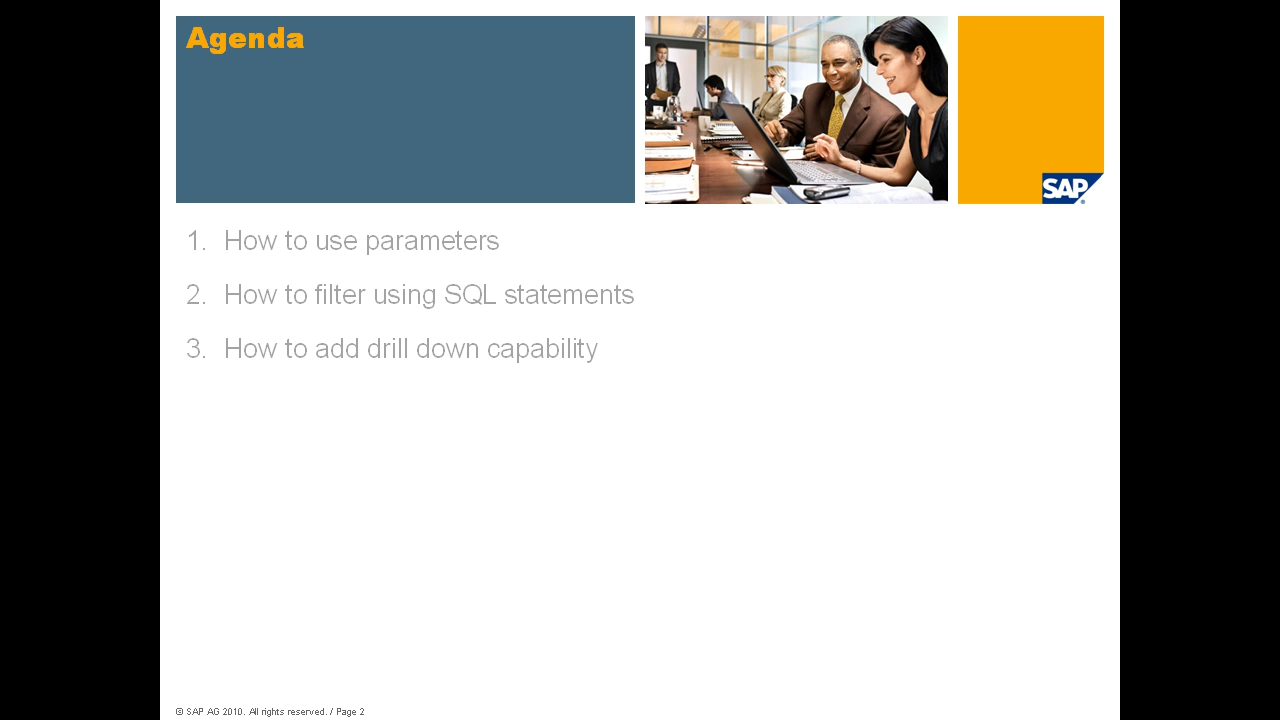 Agenda
SAP
1. How to use parameters
2. How to filter using SQL statements
3. How to add drill down capability
© SAP AG 2010. All rights reserved. / Page 2